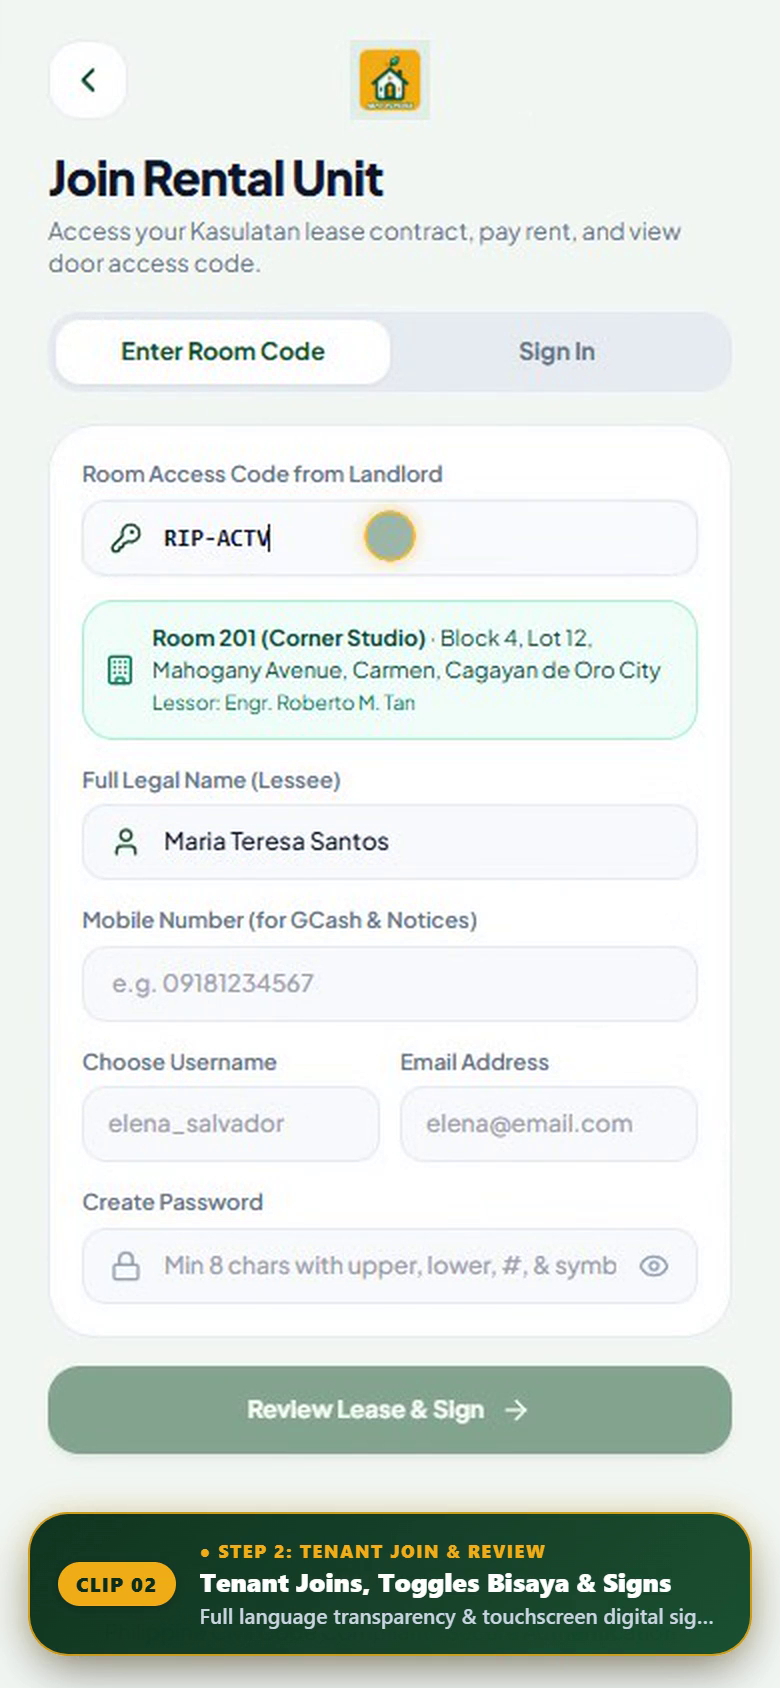 Join Rental Unit
Access your Kasulatan lease contract, pay rent, and view
door access code.
Enter Room Code
Sign In
Room Access Code from Landlord
RIP-ACTV
Room 201 (Corner Studio) · Block 4, Lot 12,
Mahogany Avenue, Carmen, Cagayan de Oro City
Lessor: Engr. Roberto M. Tan
Full Legal Name (Lessee)
Maria Teresa Santos
Mobile Number (for GCash & Notices)
e.g. 09181234567
Choose Username
Email Address
elena_salvador
elena@email.com
Create Password
Min 8 chars with upper, lower, #, & symb
Review Lease & Sign →
• STEP 2: TENANT JOIN & REVIEW
CLIP 02
Tenant Joins, Toggles Bisaya & Signs
Full language transparency & touchscreen digital sig...